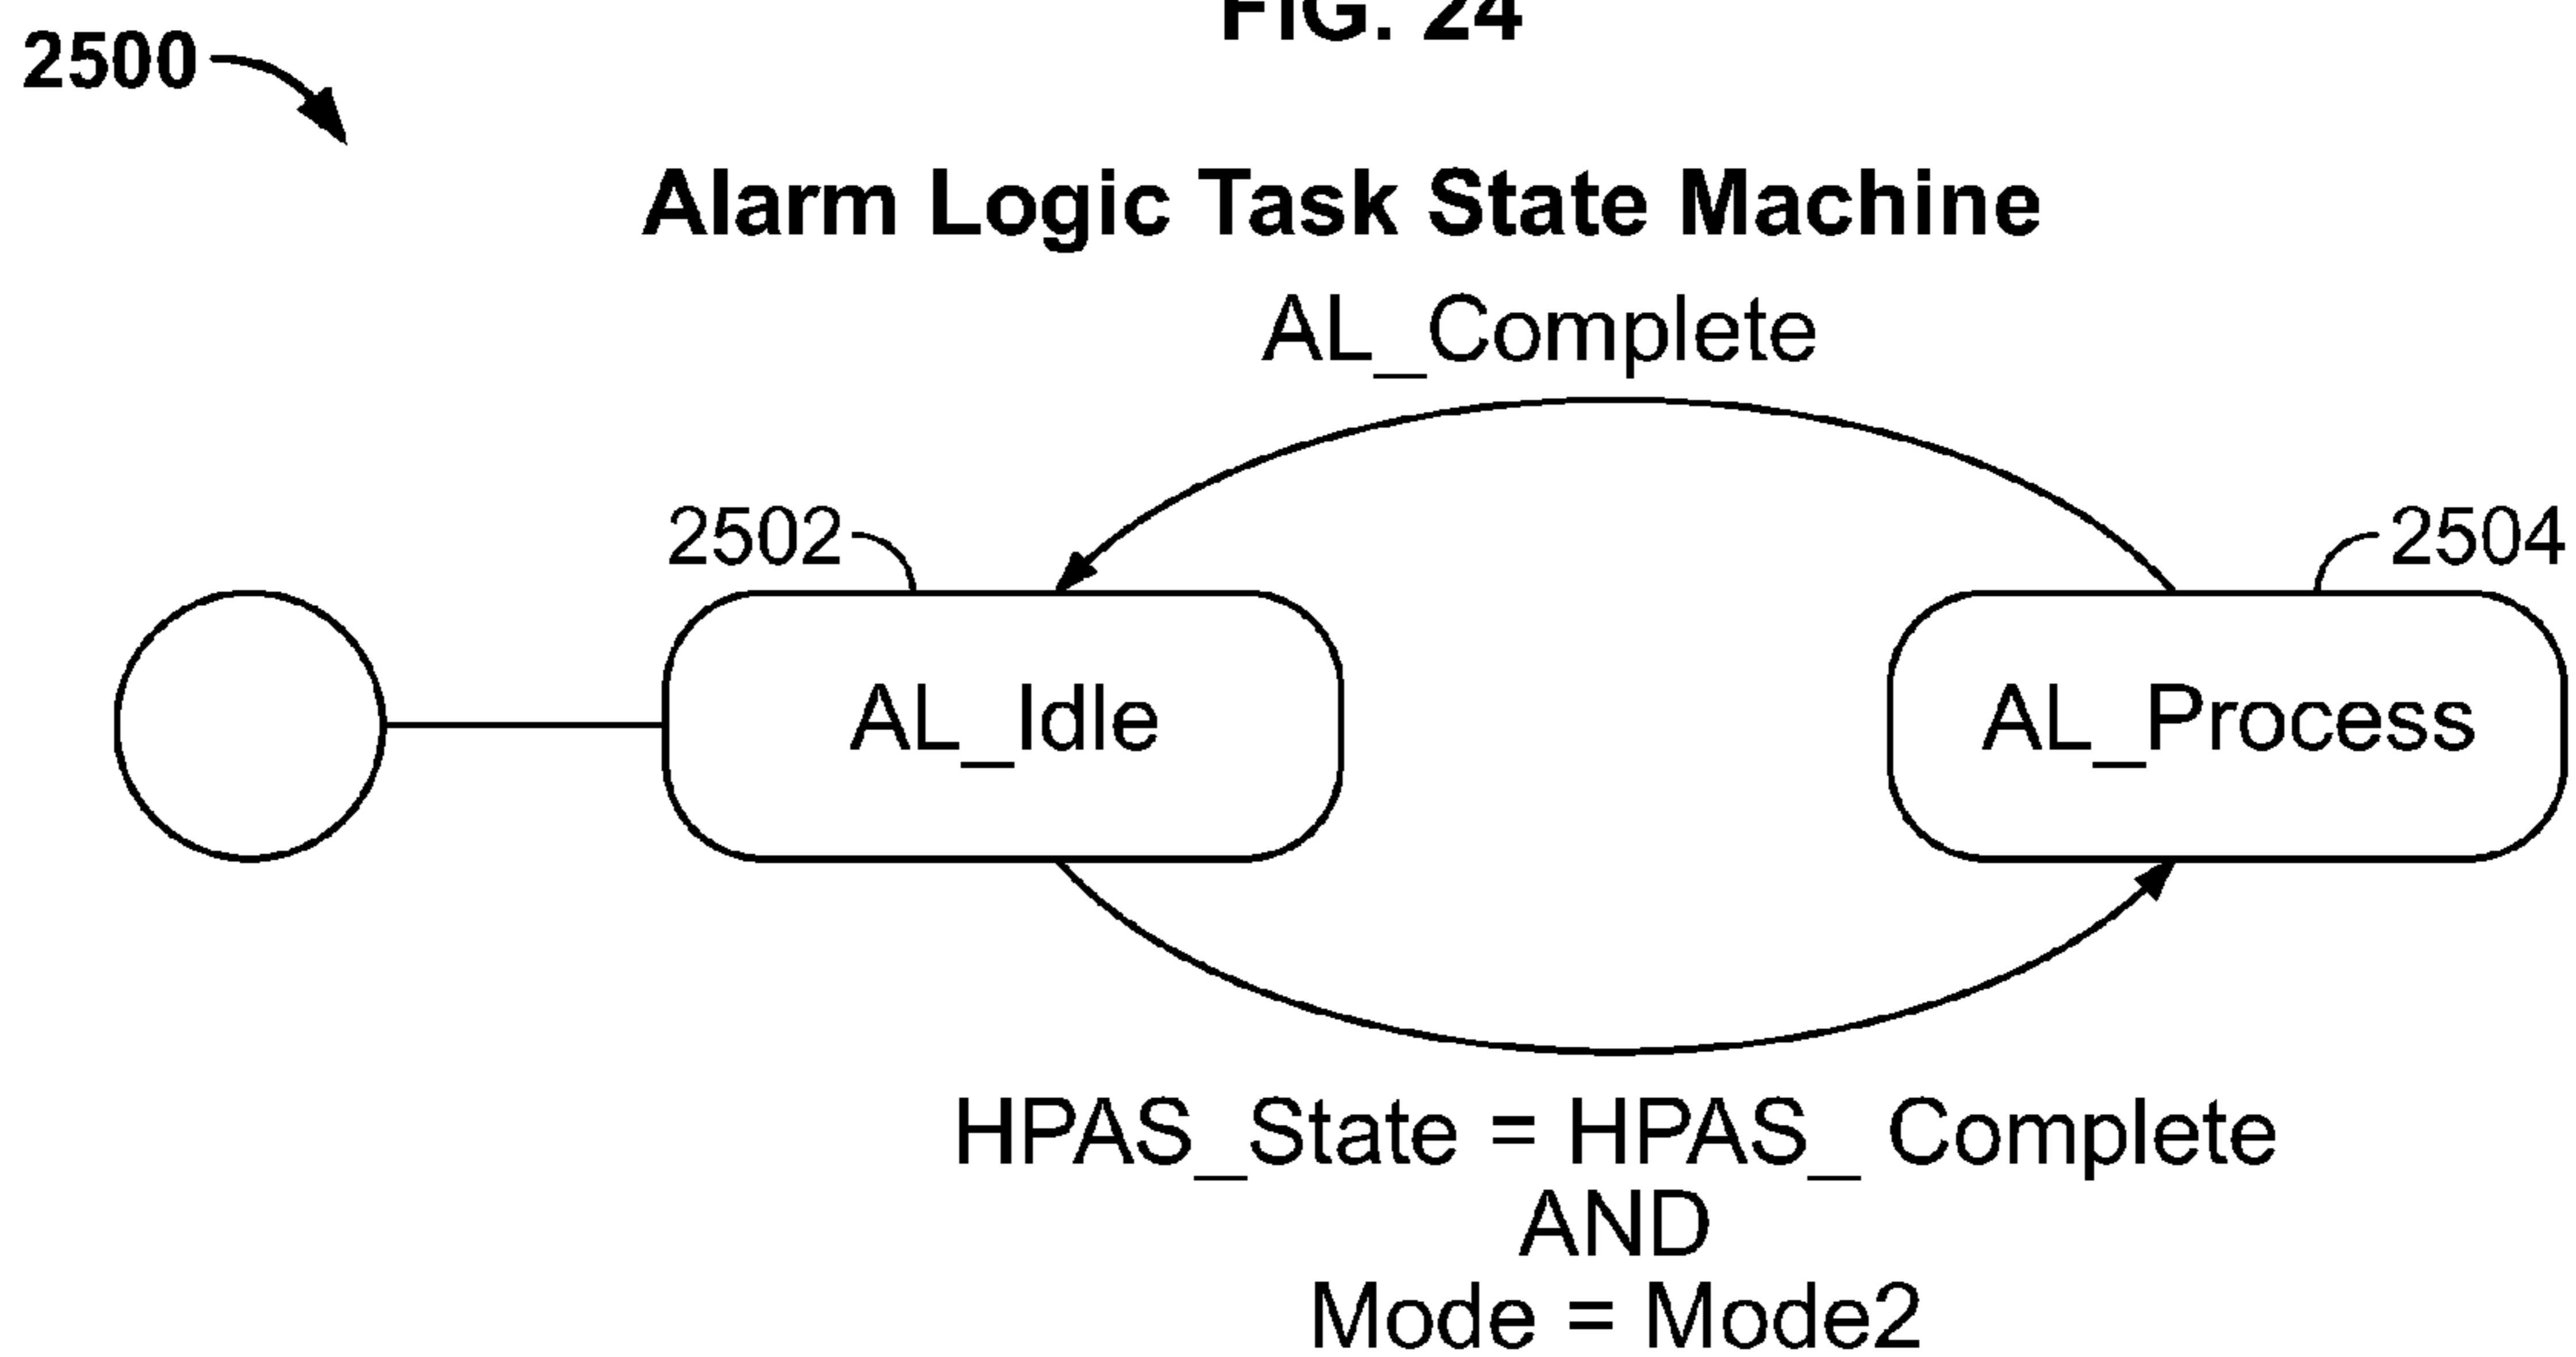 FIG. 24
2500
Alarm Logic Task State Machine
AL_Complete
2502
2504
AL_Idle
AL_Process
HPAS_State = HPAS_ Complete
AND
Mode = Mode2